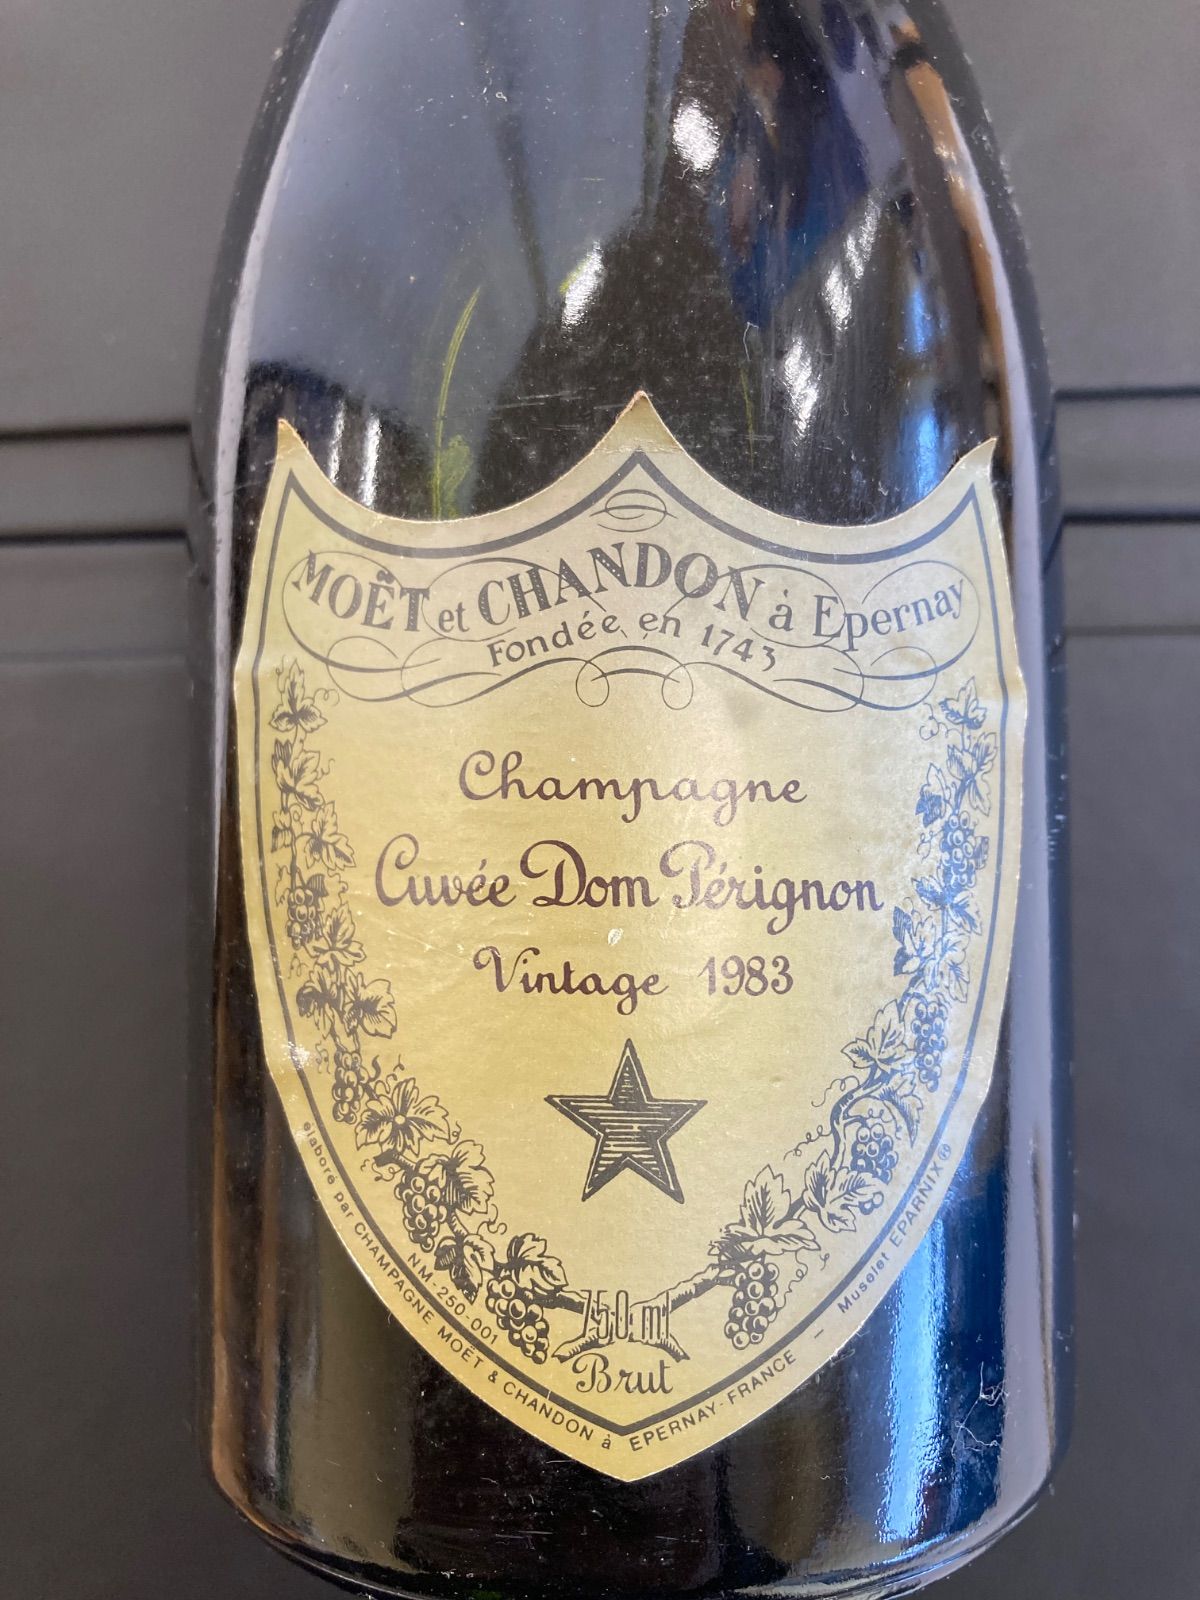 MOËT et CHANDON à Epernay
Fondée en 1743
Champagne
Cuvée Dom Pérignon
Vintage 1983
750 ml
Brut
NM-250-001
élaboré par CHAMPAGNE MOËT & CHANDON à EPERNAY-FRANCE – Muselet EPARNIX®